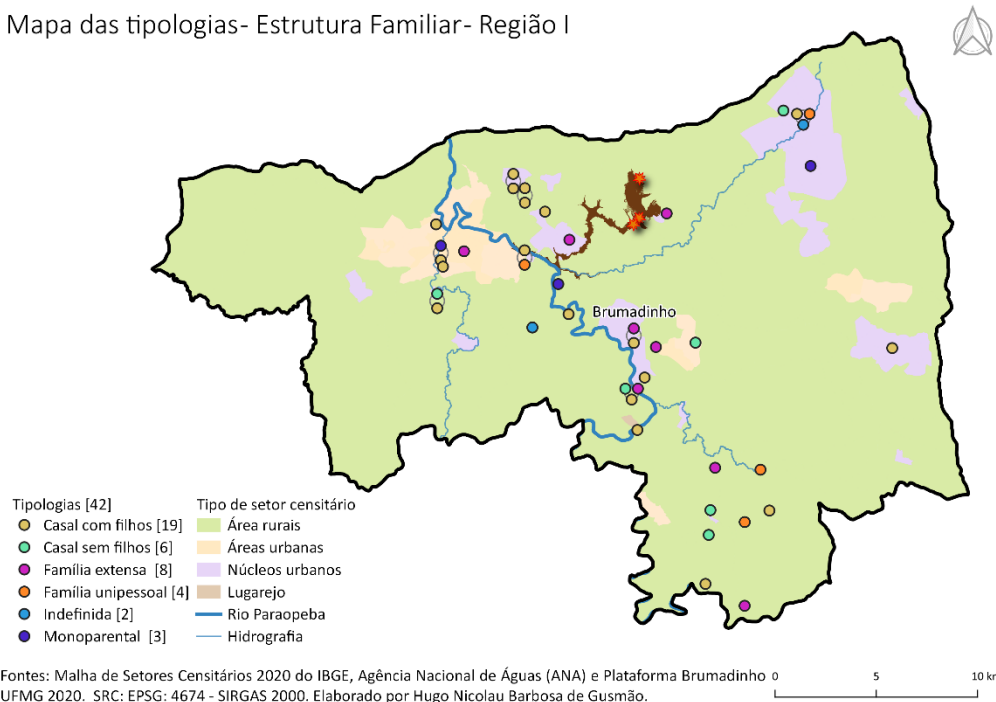 Mapa das tipologias- Estrutura Familiar- Região I
Brumadinho
Tipologias [42]
Casal com filhos [19]
Casal sem filhos [6]
Família extensa [8]
Família unipessoal [4]
Indefinida [2]
Monoparental [3]
Tipo de setor censitário
Área rurais
Áreas urbanas
Núcleos urbanos
Lugarejo
Rio Paraopeba
Hidrografia
Fontes: Malha de Setores Censitários 2020 do IBGE, Agência Nacional de Águas (ANA) e Plataforma Brumadinho
UFMG 2020. SRC: EPSG: 4674 - SIRGAS 2000. Elaborado por Hugo Nicolau Barbosa de Gusmão.
0 5 10 kr